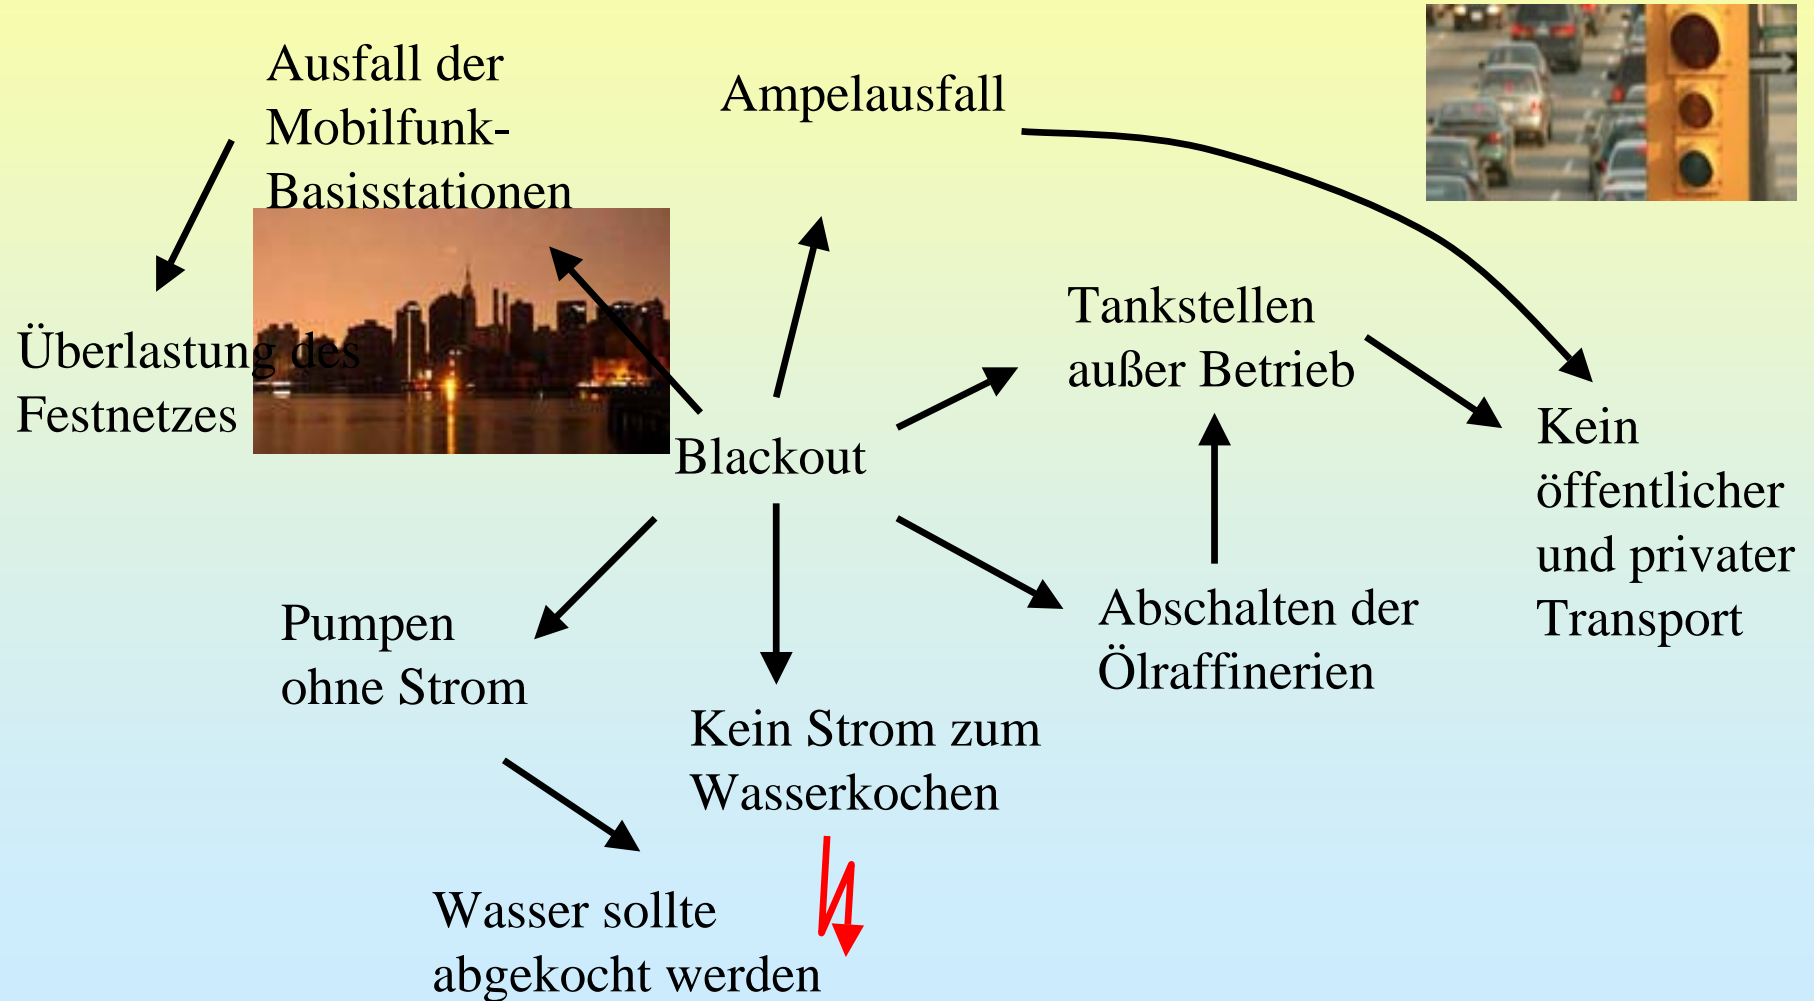 Ausfall der
Mobilfunk-
Basisstationen
Ampelausfall
Überlastung des
Festnetzes
Tankstellen
außer Betrieb
Blackout
Kein
öffentlicher
und privater
Transport
Pumpen
ohne Strom
Abschalten der
Ölraffinerien
Kein Strom zum
Wasserkochen
Wasser sollte
abgekocht werden